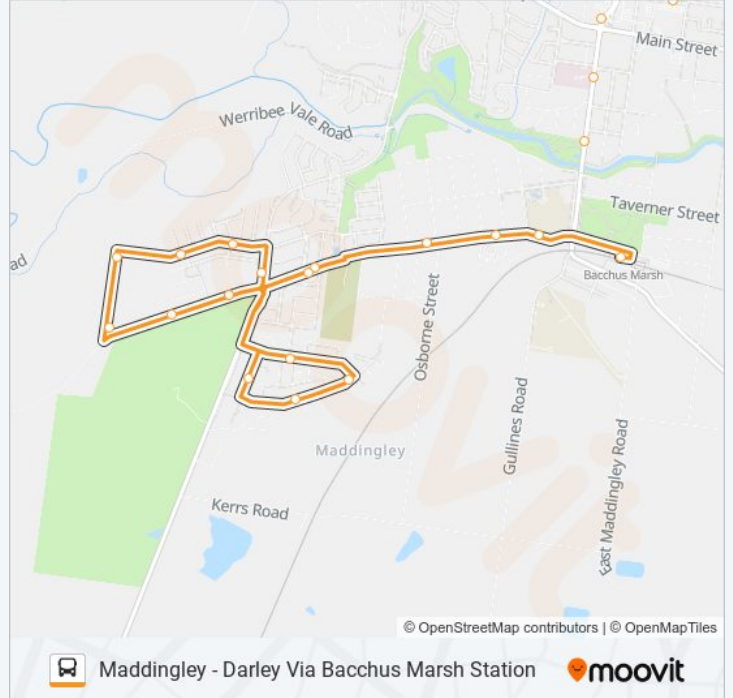 Main Street
Werribee Vale Road
Taverner Street
ad
Bacchus Marsh
Osborne Street
Gullines Road
East Maddingley Road
Maddingley
Kerrs Road
© OpenStreetMap contributors | © OpenMapTiles
Maddingley - Darley Via Bacchus Marsh Station
moovit